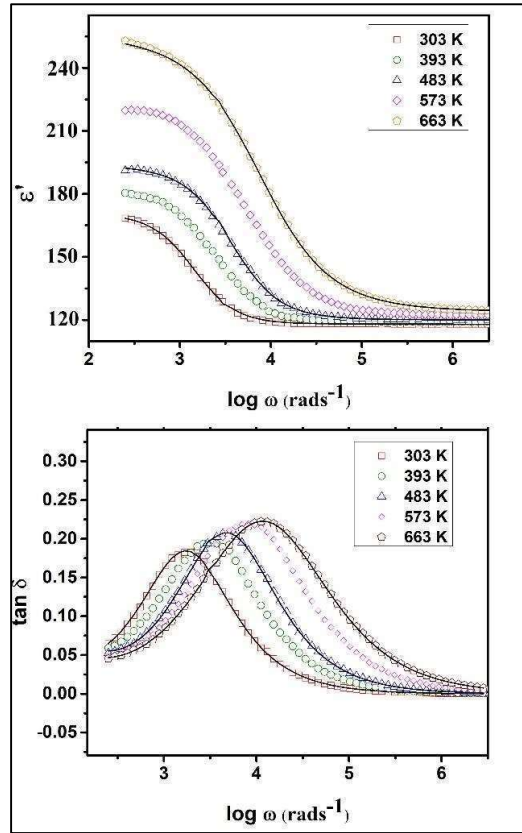 ε'
240
210
180
150
120
303 K
393 K
483 K
573 K
663 K
2 3 4 5 6
log ω (rads⁻¹)
tan δ
0.30
0.25
0.20
0.15
0.10
0.05
0.00
-0.05
303 K
393 K
483 K
573 K
663 K
3 4 5 6
log ω (rads⁻¹)